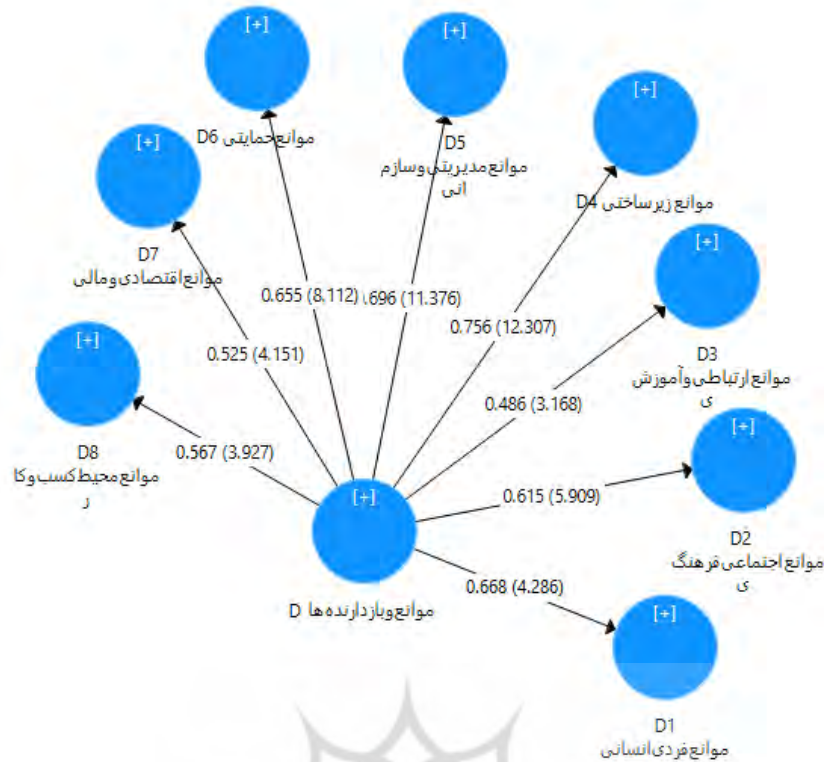 [+]
[+]
D6 موانع حمایتی
D5
موانع مدیریتی و سازم
انی
[+]
D4 موانع زیرساختی
[+]
D7
موانع اقتصادی و مالی
[+]
D3
موانع ارتباطی و آموزش
ی
0.655 (8.112)
.696 (11.376)
0.756 (12.307)
0.525 (4.151)
0.486 (3.168)
[+]
D8
موانع محیط کسب و کا
ر
0.567 (3.927)
[+]
D2
موانع اجتماعی فرهنگ
ی
0.615 (5.909)
[+]
D موانع و بازدارنده ها
0.668 (4.286)
[+]
D1
موانع فردی انسانی